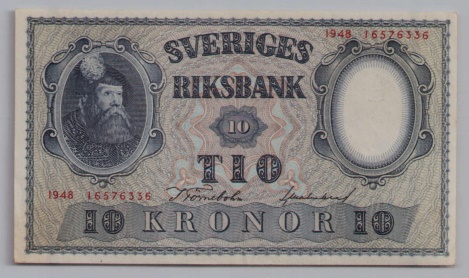 SVERIGES
1948 16576336
RIKSBANK
10
TIO
1948 16576336
10 KRONOR 10